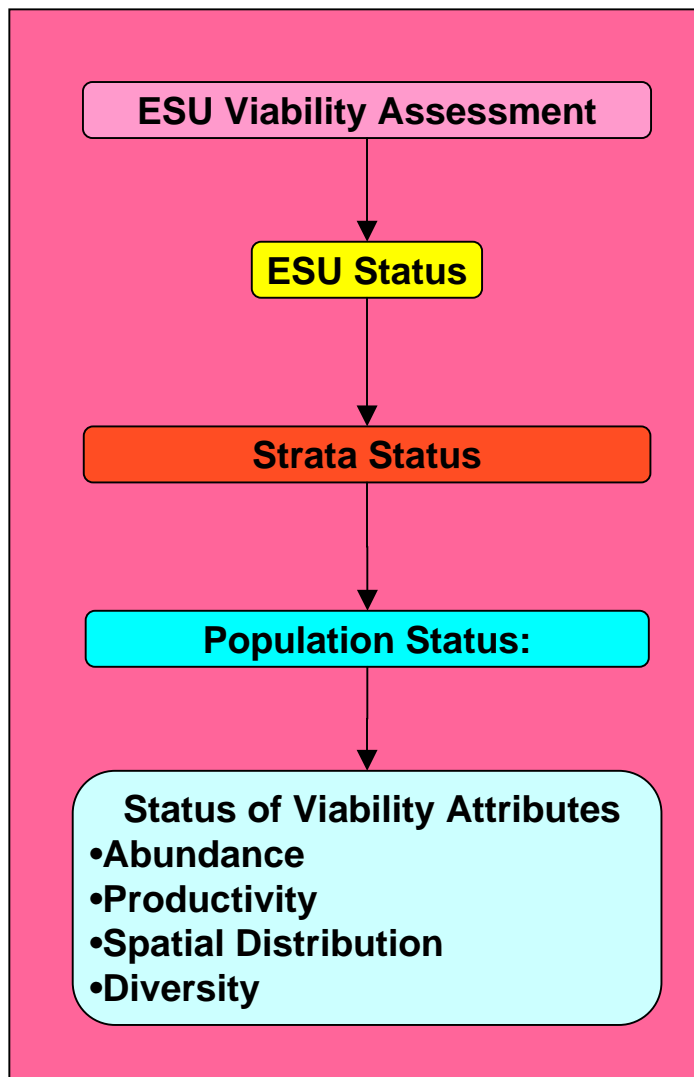 ESU Viability Assessment
ESU Status
Strata Status
Population Status:
Status of Viability Attributes
•Abundance
•Productivity
•Spatial Distribution
•Diversity